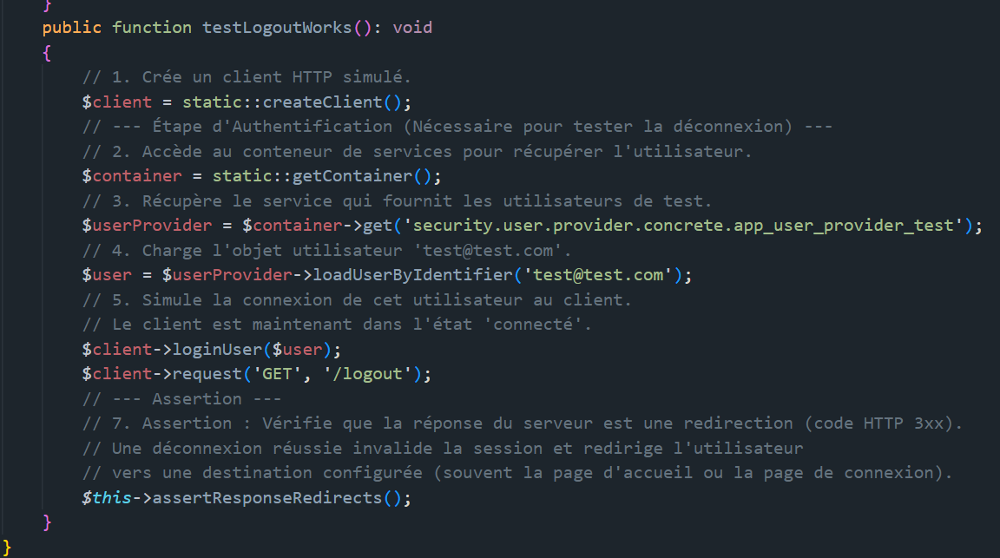 }
public function testLogoutWorks(): void
{
// 1. Crée un client HTTP simulé.
$client = static::createClient();
// --- Étape d'Authentification (Nécessaire pour tester la déconnexion) ---
// 2. Accède au conteneur de services pour récupérer l'utilisateur.
$container = static::getContainer();
// 3. Récupère le service qui fournit les utilisateurs de test.
$userProvider = $container->get('security.user.provider.concrete.app_user_provider_test');
// 4. Charge l'objet utilisateur 'test@test.com'.
$user = $userProvider->loadUserByIdentifier('test@test.com');
// 5. Simule la connexion de cet utilisateur au client.
// Le client est maintenant dans l'état 'connecté'.
$client->loginUser($user);
$client->request('GET', '/logout');
// --- Assertion ---
// 7. Assertion : Vérifie que la réponse du serveur est une redirection (code HTTP 3xx).
// Une déconnexion réussie invalide la session et redirige l'utilisateur
// vers une destination configurée (souvent la page d'accueil ou la page de connexion).
$this->assertResponseRedirects();
}
}